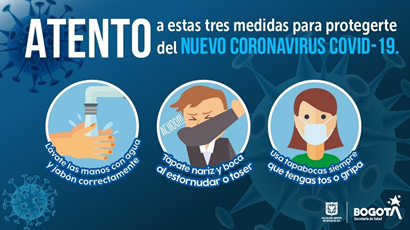 ATENTO a estas tres medidas para protegerte
del NUEVO CORONAVIRUS COVID-19.
Lávate las manos con agua
y jabón correctamente
ACHOO!!!
Tápate nariz y boca
al estornudar o toser
Usa tapabocas siempre
que tengas tos o gripa
BOGOTÁ
Secretaría de Salud